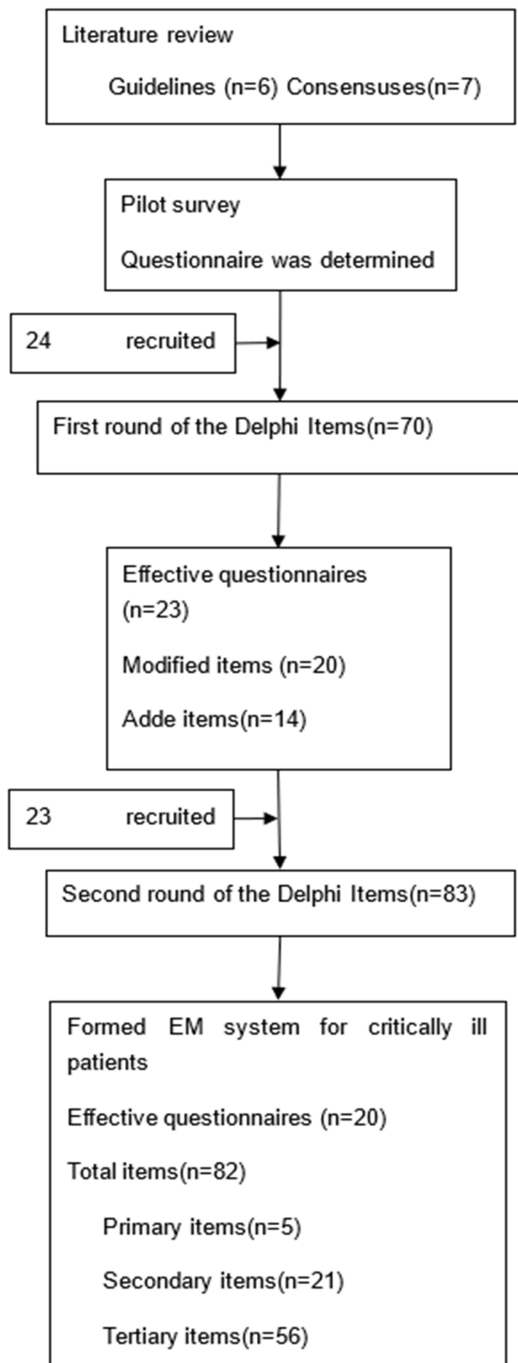 Literature review
Guidelines (n=6) Consensuses(n=7)
Pilot survey
Questionnaire was determined
24 recruited
First round of the Delphi Items(n=70)
Effective questionnaires
(n=23)
Modified items (n=20)
Adde items(n=14)
23 recruited
Second round of the Delphi Items(n=83)
Formed EM system for critically ill
patients
Effective questionnaires (n=20)
Total items(n=82)
Primary items(n=5)
Secondary items(n=21)
Tertiary items(n=56)